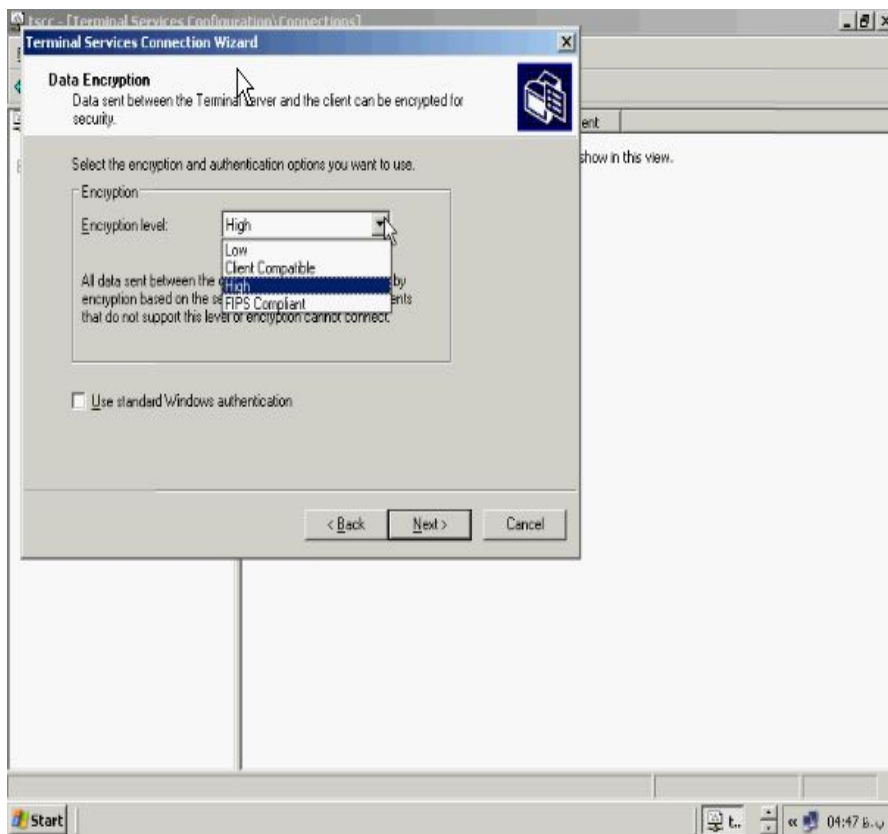 tscc - [Terminal Services Configuration\Connections]
Terminal Services Connection Wizard
Data Encryption
Data sent between the Terminal server and the client can be encrypted for
security.
ent
show in this view.
Select the encryption and authentication options you want to use.
Encryption
Encryption level:
High
Low
Client Compatible
High
FIPS Compliant
All data sent between the
by
encryption based on the
ents
that do not support this level of encryption cannot connect.
Use standard Windows authentication
< Back
Next >
Cancel
Start
t..
«
04:47 ب.ظ